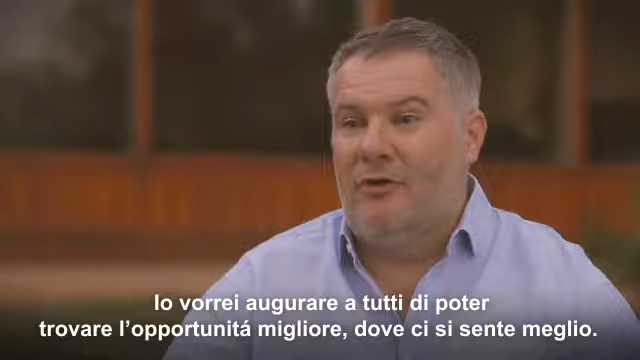 Io vorrei augurare a tutti di poter
trovare l'opportunitá migliore, dove ci si sente meglio.